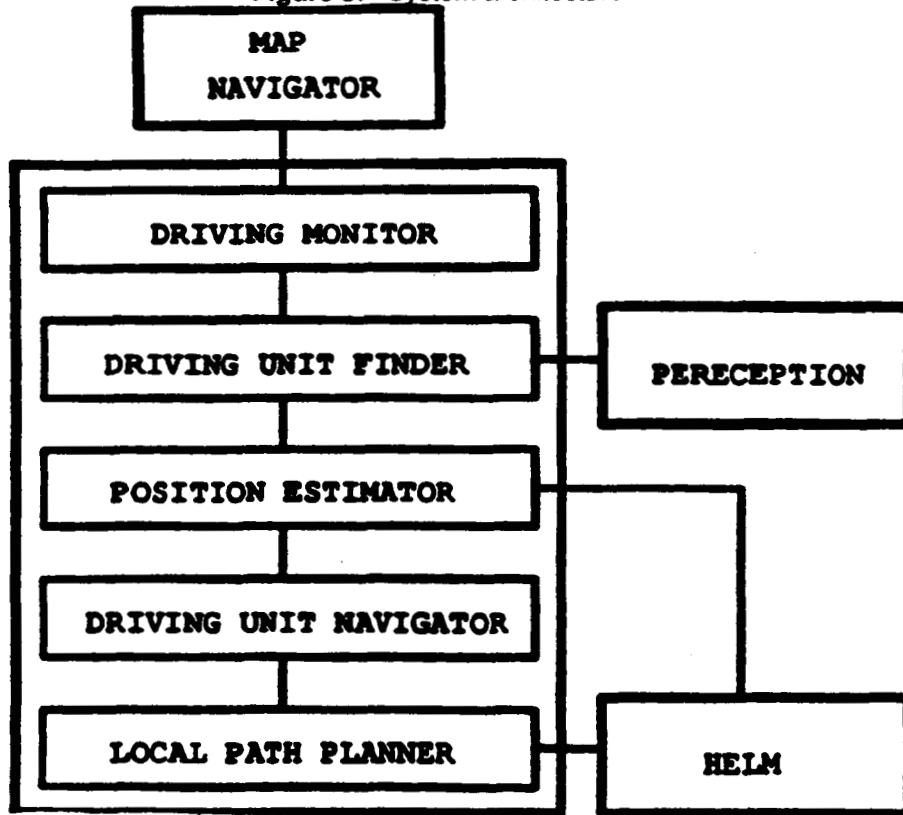 MAP
NAVIGATOR
DRIVING MONITOR
DRIVING UNIT FINDER
PERECEPTION
POSITION ESTIMATOR
DRIVING UNIT NAVIGATOR
LOCAL PATH PLANNER
HELM